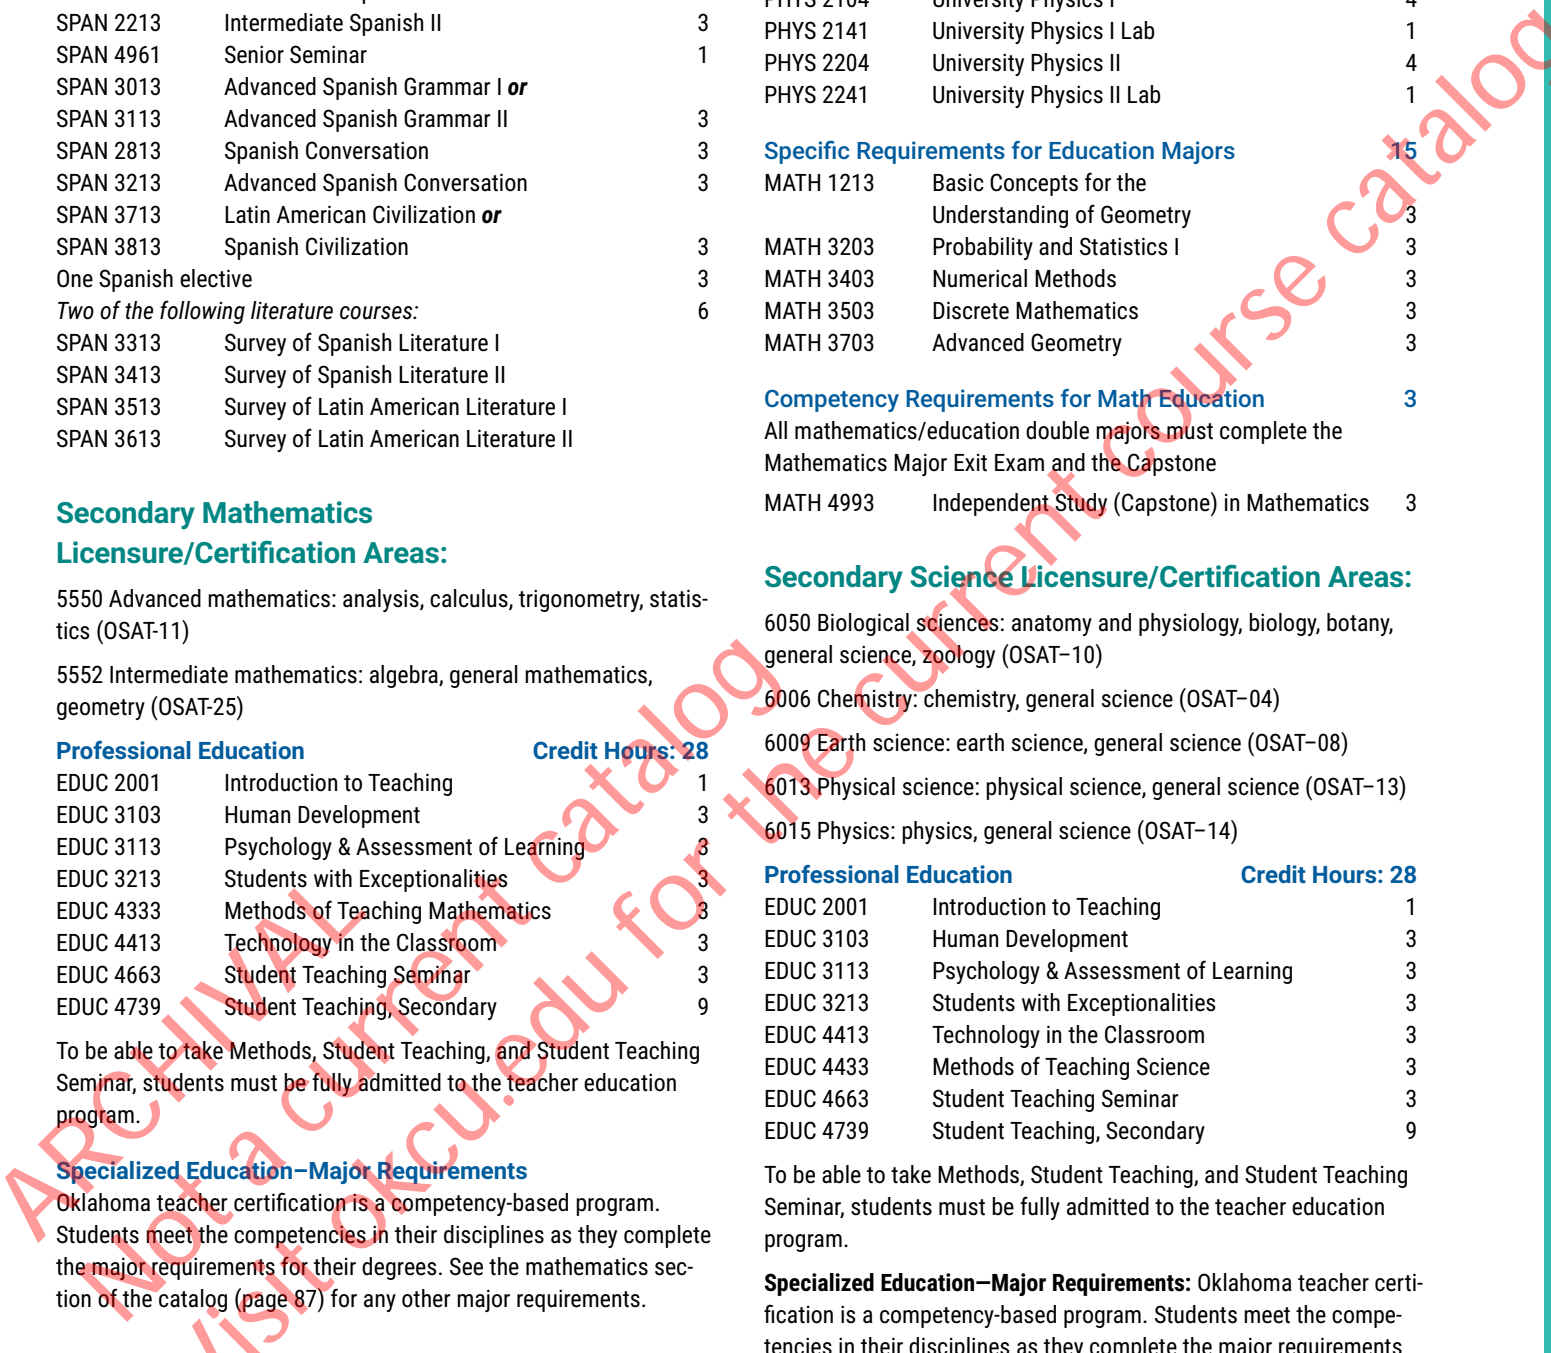 SPAN 2213 Intermediate Spanish II 3
SPAN 4961 Senior Seminar 1
SPAN 3013 Advanced Spanish Grammar I or
SPAN 3113 Advanced Spanish Grammar II 3
SPAN 2813 Spanish Conversation 3
SPAN 3213 Advanced Spanish Conversation 3
SPAN 3713 Latin American Civilization or
SPAN 3813 Spanish Civilization 3
One Spanish elective 3
Two of the following literature courses: 6
SPAN 3313 Survey of Spanish Literature I
SPAN 3413 Survey of Spanish Literature II
SPAN 3513 Survey of Latin American Literature I
SPAN 3613 Survey of Latin American Literature II
Secondary Mathematics
Licensure/Certification Areas:
5550 Advanced mathematics: analysis, calculus, trigonometry, statis-
tics (OSAT-11)
5552 Intermediate mathematics: algebra, general mathematics,
geometry (OSAT-25)
Professional Education Credit Hours: 28
EDUC 2001 Introduction to Teaching 1
EDUC 3103 Human Development 3
EDUC 3113 Psychology & Assessment of Learning 3
EDUC 3213 Students with Exceptionalities 3
EDUC 4333 Methods of Teaching Mathematics 3
EDUC 4413 Technology in the Classroom 3
EDUC 4663 Student Teaching Seminar 3
EDUC 4739 Student Teaching, Secondary 9
To be able to take Methods, Student Teaching, and Student Teaching
Seminar, students must be fully admitted to the teacher education
program.
Specialized Education–Major Requirements
Oklahoma teacher certification is a competency-based program.
Students meet the competencies in their disciplines as they complete
the major requirements for their degrees. See the mathematics sec-
tion of the catalog (page 87) for any other major requirements.
PHYS 2104 University Physics I 4
PHYS 2141 University Physics I Lab 1
PHYS 2204 University Physics II 4
PHYS 2241 University Physics II Lab 1
Specific Requirements for Education Majors 15
MATH 1213 Basic Concepts for the
Understanding of Geometry 3
MATH 3203 Probability and Statistics I 3
MATH 3403 Numerical Methods 3
MATH 3503 Discrete Mathematics 3
MATH 3703 Advanced Geometry 3
Competency Requirements for Math Education 3
All mathematics/education double majors must complete the
Mathematics Major Exit Exam and the Capstone
MATH 4993 Independent Study (Capstone) in Mathematics 3
Secondary Science Licensure/Certification Areas:
6050 Biological sciences: anatomy and physiology, biology, botany,
general science, zoology (OSAT–10)
6006 Chemistry: chemistry, general science (OSAT–04)
6009 Earth science: earth science, general science (OSAT–08)
6013 Physical science: physical science, general science (OSAT–13)
6015 Physics: physics, general science (OSAT–14)
Professional Education Credit Hours: 28
EDUC 2001 Introduction to Teaching 1
EDUC 3103 Human Development 3
EDUC 3113 Psychology & Assessment of Learning 3
EDUC 3213 Students with Exceptionalities 3
EDUC 4413 Technology in the Classroom 3
EDUC 4433 Methods of Teaching Science 3
EDUC 4663 Student Teaching Seminar 3
EDUC 4739 Student Teaching, Secondary 9
To be able to take Methods, Student Teaching, and Student Teaching
Seminar, students must be fully admitted to the teacher education
program.
Specialized Education—Major Requirements: Oklahoma teacher certi-
fication is a competency-based program. Students meet the compe-
tencies in their disciplines as they complete the major requirements
ARCHIVAL
Not a current catalog
Visit okcu.edu for the current course catalog